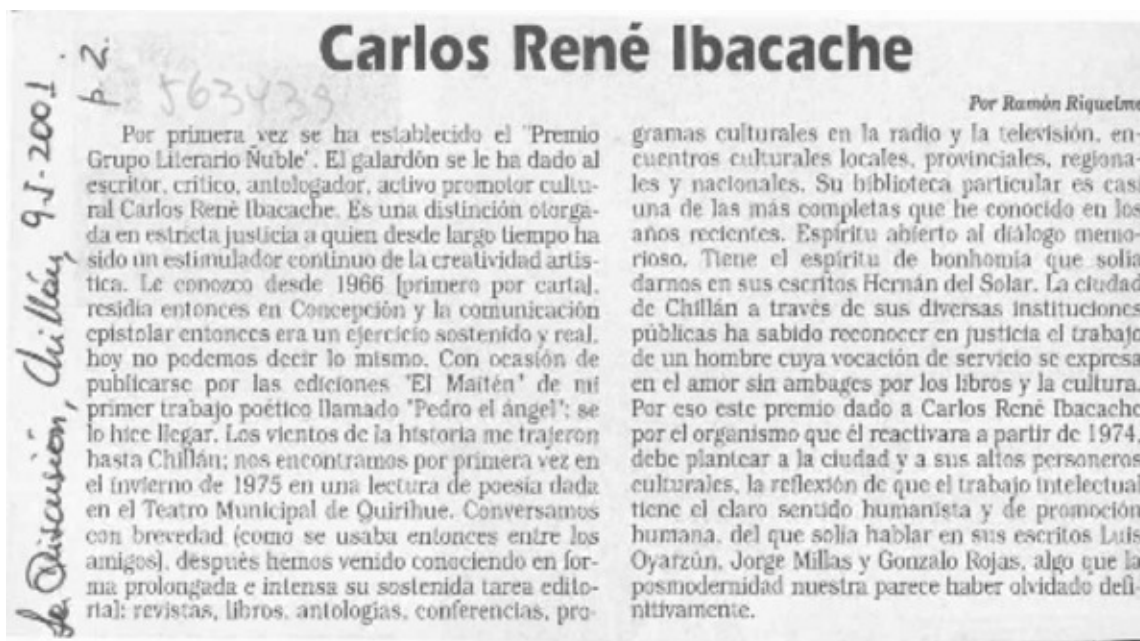 Carlos René Ibacache
La Discusión, Chillán, 9-I-2001.
p. 2.
563439
Por Ramón Riquelme
Por primera vez se ha establecido el "Premio
Grupo Literario Ñuble". El galardón se le ha dado al
escritor, crítico, antologador, activo promotor cultu-
ral Carlos René Ibacache. Es una distinción otorga-
da en estricta justicia a quien desde largo tiempo ha
sido un estimulador continuo de la creatividad artis-
tica. Le conozco desde 1966 (primero por carta),
residía entonces en Concepción y la comunicación
epistolar entonces era un ejercicio sostenido y real,
hoy no podemos decir lo mismo. Con ocasión de
publicarse por las ediciones "El Maitén" de mi
primer trabajo poético llamado "Pedro el ángel"; se
lo hice llegar. Los vientos de la historia me trajeron
hasta Chillán; nos encontramos por primera vez en
el invierno de 1975 en una lectura de poesía dada
en el Teatro Municipal de Quirihue. Conversamos
con brevedad (como se usaba entonces entre los
amigos), después hemos venido conociendo en for-
ma prolongada e intensa su sostenida tarea edito-
rial: revistas, libros, antologías, conferencias, pro-
gramas culturales en la radio y la televisión, en-
cuentros culturales locales, provinciales, regiona-
les y nacionales. Su biblioteca particular es casi
una de las más completas que he conocido en los
años recientes. Espíritu abierto al diálogo memo-
rioso. Tiene el espíritu de bonhomía que solía
darnos en sus escritos Hernán del Solar. La ciudad
de Chillán a través de sus diversas instituciones
públicas ha sabido reconocer en justicia el trabajo
de un hombre cuya vocación de servicio se expresa
en el amor sin ambages por los libros y la cultura.
Por eso este premio dado a Carlos René Ibacache
por el organismo que él reactivara a partir de 1974,
debe plantear a la ciudad y a sus altos personeros
culturales, la reflexión de que el trabajo intelectual
tiene el claro sentido humanista y de promoción
humana, del que solía hablar en sus escritos Luis
Oyarzún, Jorge Millas y Gonzalo Rojas, algo que la
posmodernidad nuestra parece haber olvidado defi-
nitivamente.